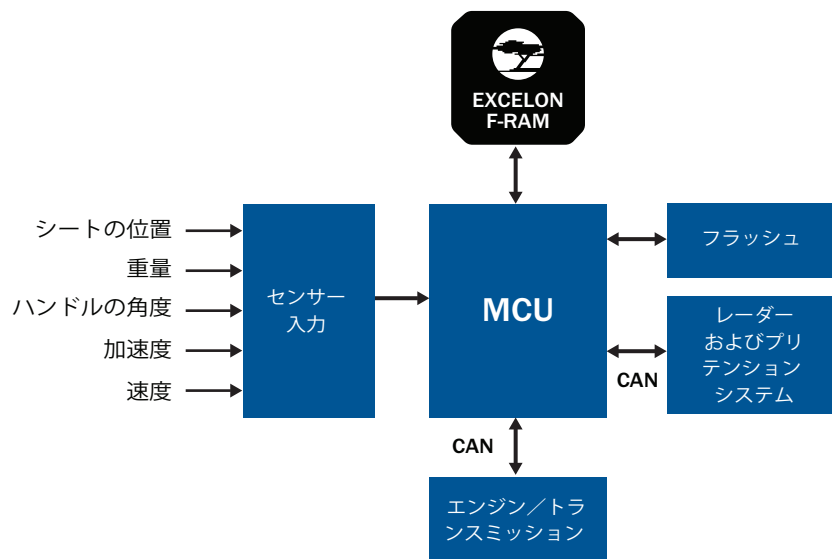 EXCELON
F-RAM
シートの位置
重量
ハンドルの角度
加速度
速度
センサー
入力
MCU
フラッシュ
レーダー
およびプリ
テンション
システム
CAN
CAN
エンジン／トラ
ンスミッション